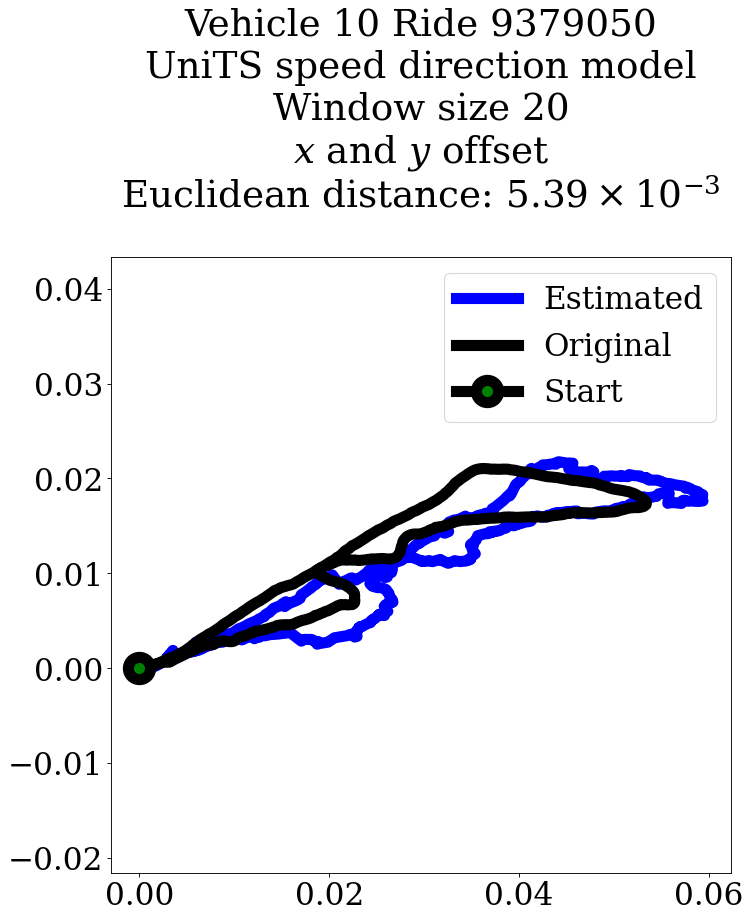 Vehicle 10 Ride 9379050
UniTS speed direction model
Window size 20
x and y offset
Euclidean distance: 5.39 × 10⁻³
Estimated
Original
Start
0.04
0.03
0.02
0.01
0.00
−0.01
−0.02
0.00 0.02 0.04 0.06